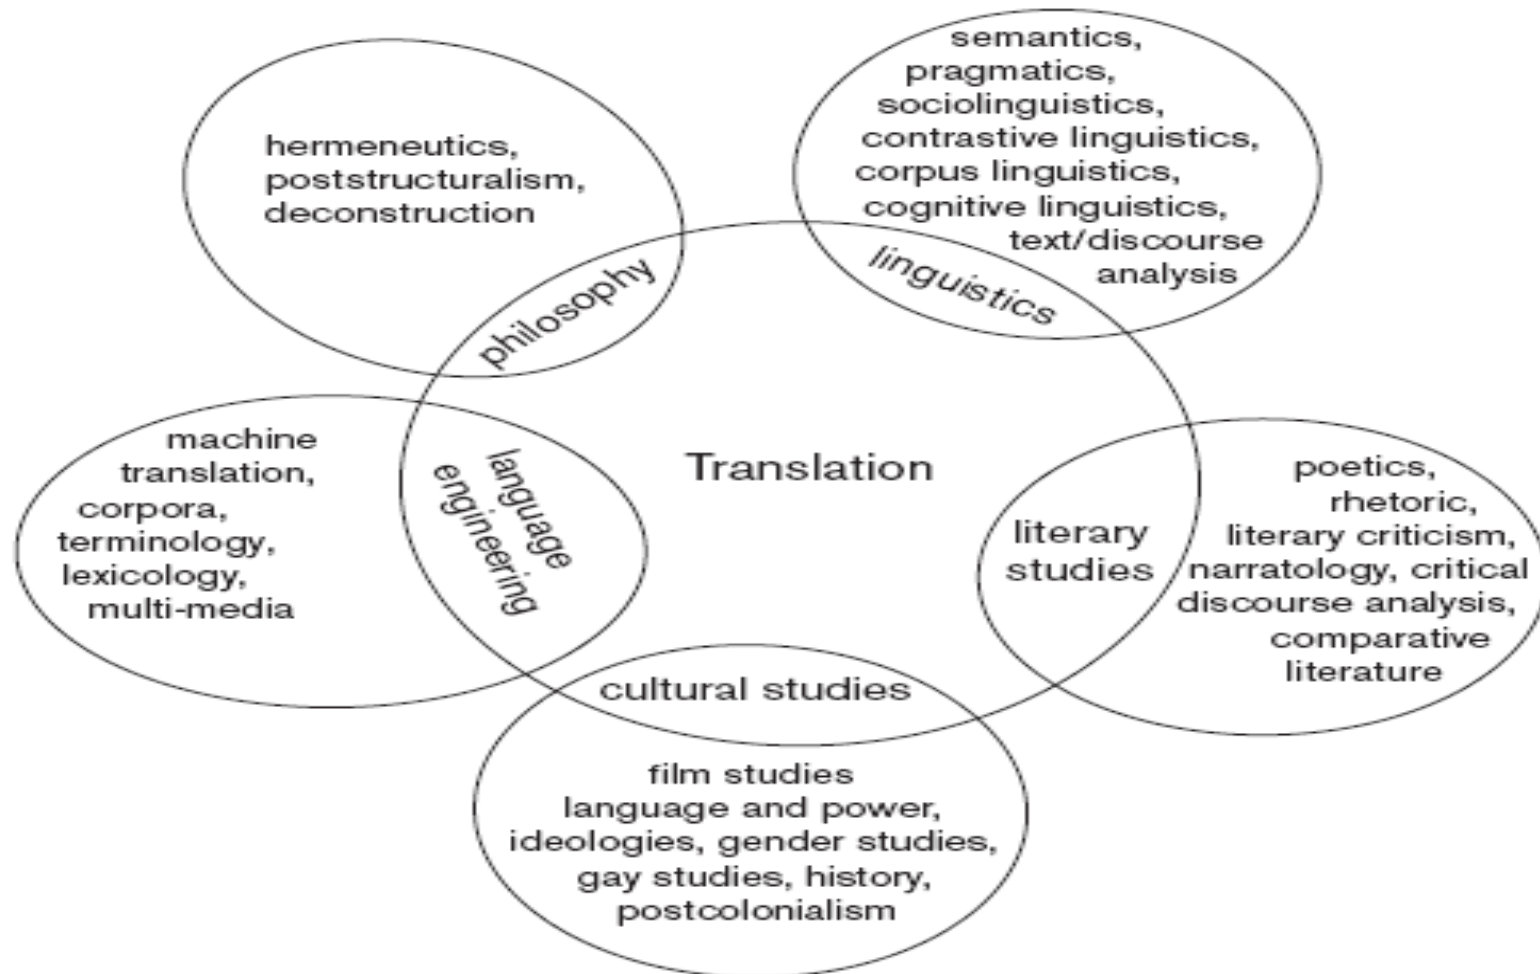 semantics,
pragmatics,
sociolinguistics,
contrastive linguistics,
corpus linguistics,
cognitive linguistics,
text/discourse
analysis
linguistics
hermeneutics,
poststructuralism,
deconstruction
philosophy
machine
translation,
corpora,
terminology,
lexicology,
multi-media
language
engineering
Translation
literary
studies
poetics,
rhetoric,
literary criticism,
narratology, critical
discourse analysis,
comparative
literature
cultural studies
film studies
language and power,
ideologies, gender studies,
gay studies, history,
postcolonialism